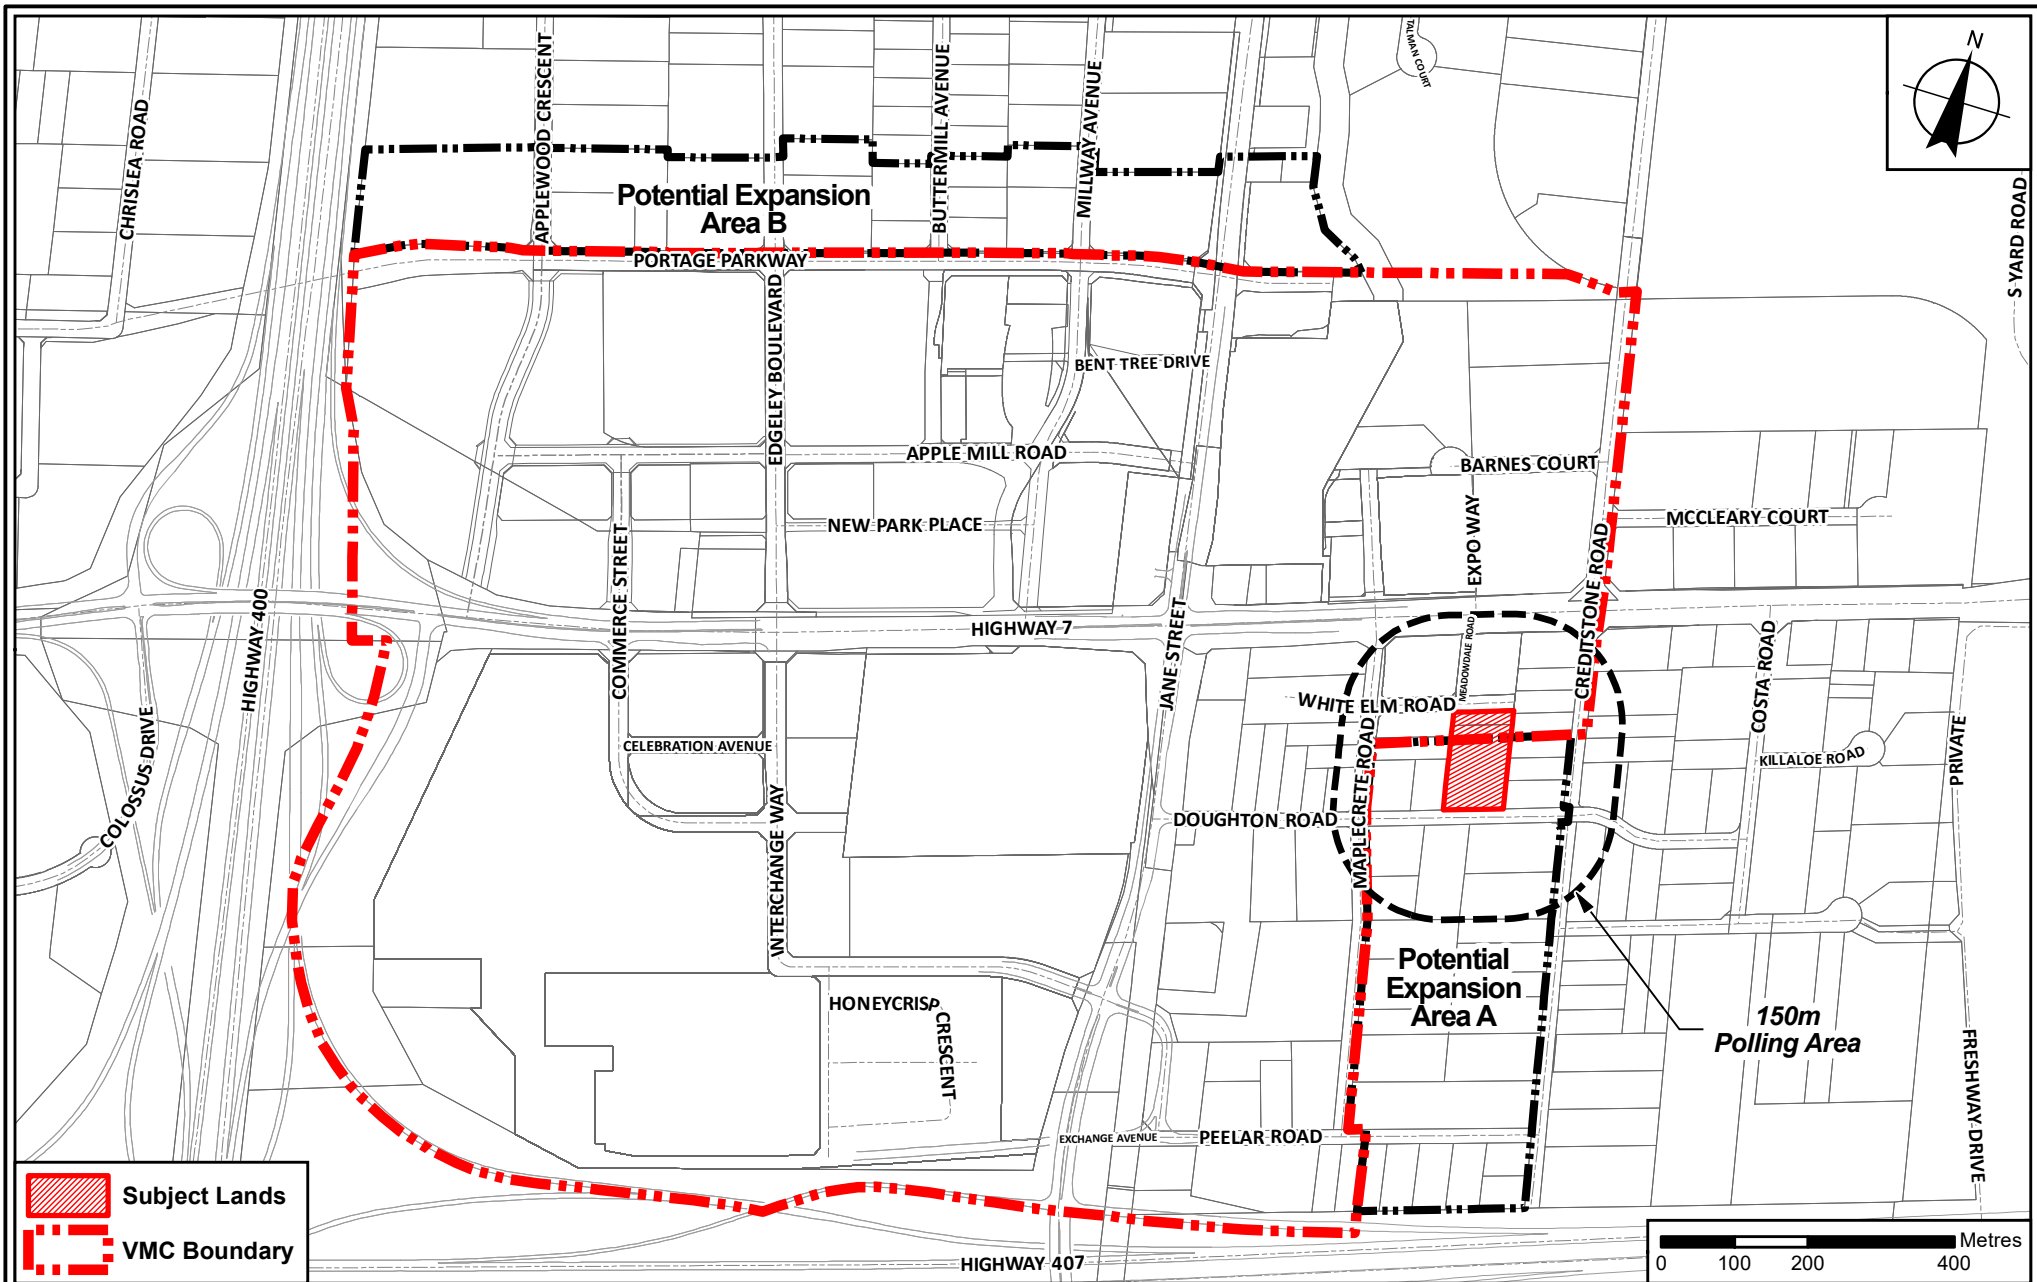 TALMAN COURT
N
CHRISLEA ROAD
APPLEWOOD CRESCENT
BUTTERMILL AVENUE
MILLWAY AVENUE
Potential Expansion
Area B
S YARD ROAD
PORTAGE PARKWAY
EDGELEY BOULEVARD
BENT TREE DRIVE
APPLE MILL ROAD
BARNES COURT
NEW PARK PLACE
EXPO WAY
MCCLEARY COURT
COMMERCE STREET
CREDITSTONE ROAD
HIGHWAY 400
HIGHWAY 7
JANE STREET
MEADOWDALE ROAD
WHITE ELM ROAD
COSTA ROAD
COLOSSUS DRIVE
CELEBRATION AVENUE
KILLALOE ROAD
PRIVATE
INTERCHANGE WAY
DOUGHTON ROAD
MAPLECRETE ROAD
Potential
Expansion
Area A
HONEYCRISP CRESCENT
150m
Polling Area
FRESHWAY DRIVE
EXCHANGE AVENUE
PEELAR ROAD
Subject Lands
VMC Boundary
HIGHWAY 407
Metres
0 100 200 400